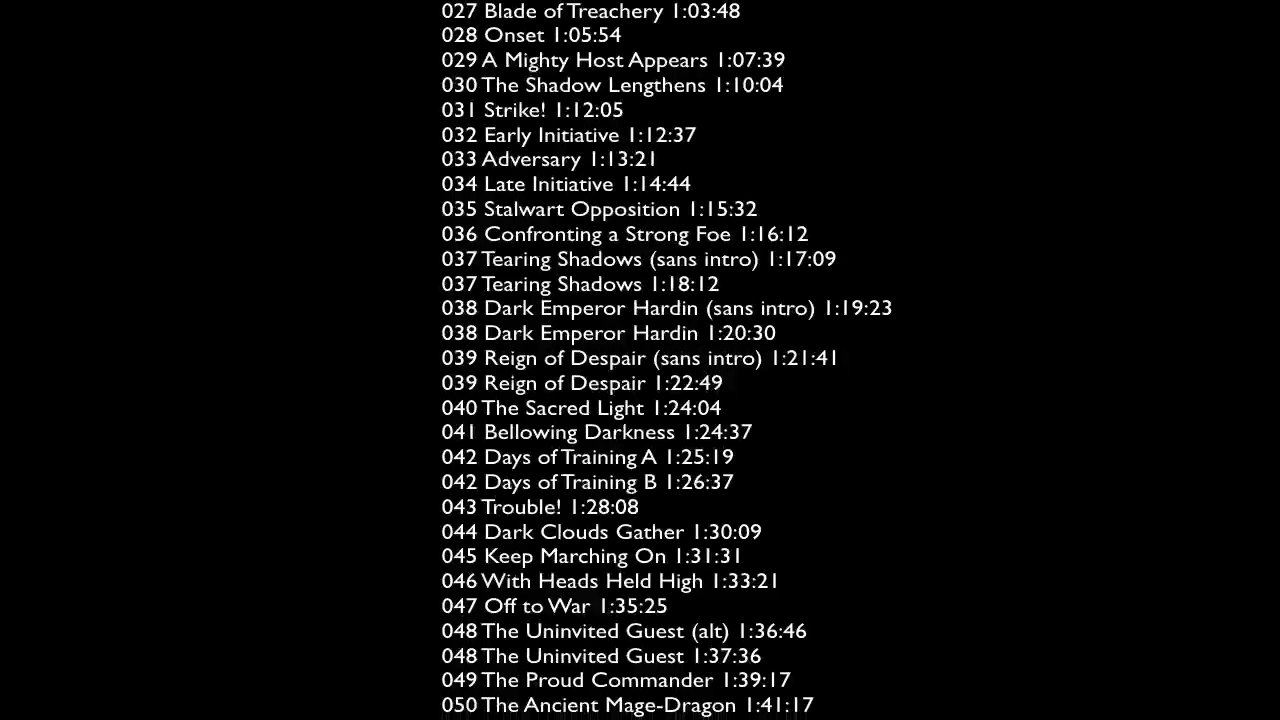 027 Blade of Treachery 1:03:48
028 Onset 1:05:54
029 A Mighty Host Appears 1:07:39
030 The Shadow Lengthens 1:10:04
031 Strike! 1:12:05
032 Early Initiative 1:12:37
033 Adversary 1:13:21
034 Late Initiative 1:14:44
035 Stalwart Opposition 1:15:32
036 Confronting a Strong Foe 1:16:12
037 Tearing Shadows (sans intro) 1:17:09
037 Tearing Shadows 1:18:12
038 Dark Emperor Hardin (sans intro) 1:19:23
038 Dark Emperor Hardin 1:20:30
039 Reign of Despair (sans intro) 1:21:41
039 Reign of Despair 1:22:49
040 The Sacred Light 1:24:04
041 Bellowing Darkness 1:24:37
042 Days of Training A 1:25:19
042 Days of Training B 1:26:37
043 Trouble! 1:28:08
044 Dark Clouds Gather 1:30:09
045 Keep Marching On 1:31:31
046 With Heads Held High 1:33:21
047 Off to War 1:35:25
048 The Uninvited Guest (alt) 1:36:46
048 The Uninvited Guest 1:37:36
049 The Proud Commander 1:39:17
050 The Ancient Mage-Dragon 1:41:17